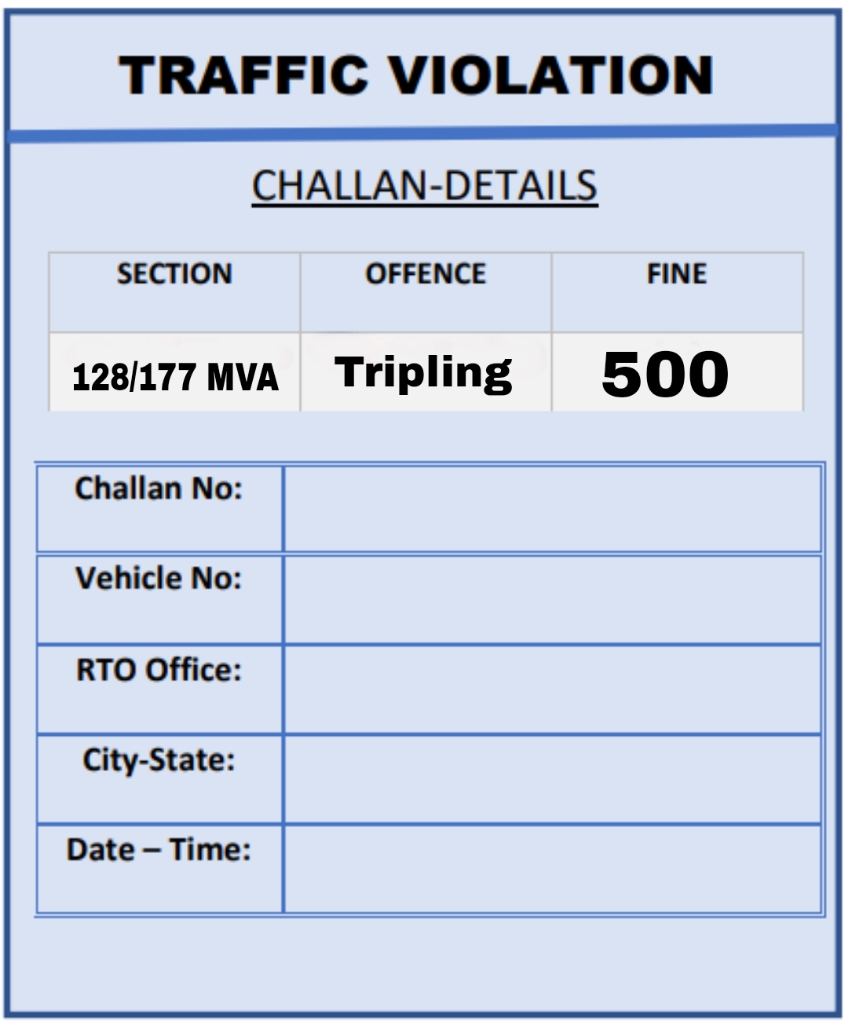 TRAFFIC VIOLATION
CHALLAN-DETAILS
SECTION OFFENCE FINE
128/177 MVA Tripling 500
Challan No:
Vehicle No:
RTO Office:
City-State:
Date – Time: